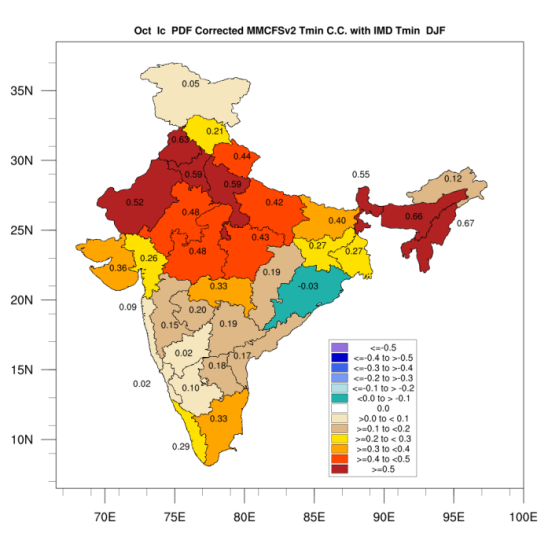 Oct Ic PDF Corrected MMCFSv2 Tmin C.C. with IMD Tmin DJF
35N
30N
25N
20N
15N
10N
0.05
0.21
0.63
0.44
0.59
0.59
0.55
0.12
0.52
0.48
0.42
0.40
0.66
0.67
0.43
0.48
0.26
0.27
0.27
0.36
0.19
0.33
-0.03
0.09
0.20
0.15
0.19
0.02
0.17
0.18
0.02
0.10
0.33
0.29
<=-0.5
<=-0.4 to >-0.5
<=-0.3 to >-0.4
<=-0.2 to >-0.3
<=-0.1 to > -0.2
<0.0 to > -0.1
0.0
>0.0 to < 0.1
>=0.1 to <0.2
>=0.2 to < 0.3
>=0.3 to <0.4
>=0.4 to <0.5
>=0.5
70E
75E
80E
85E
90E
95E
100E